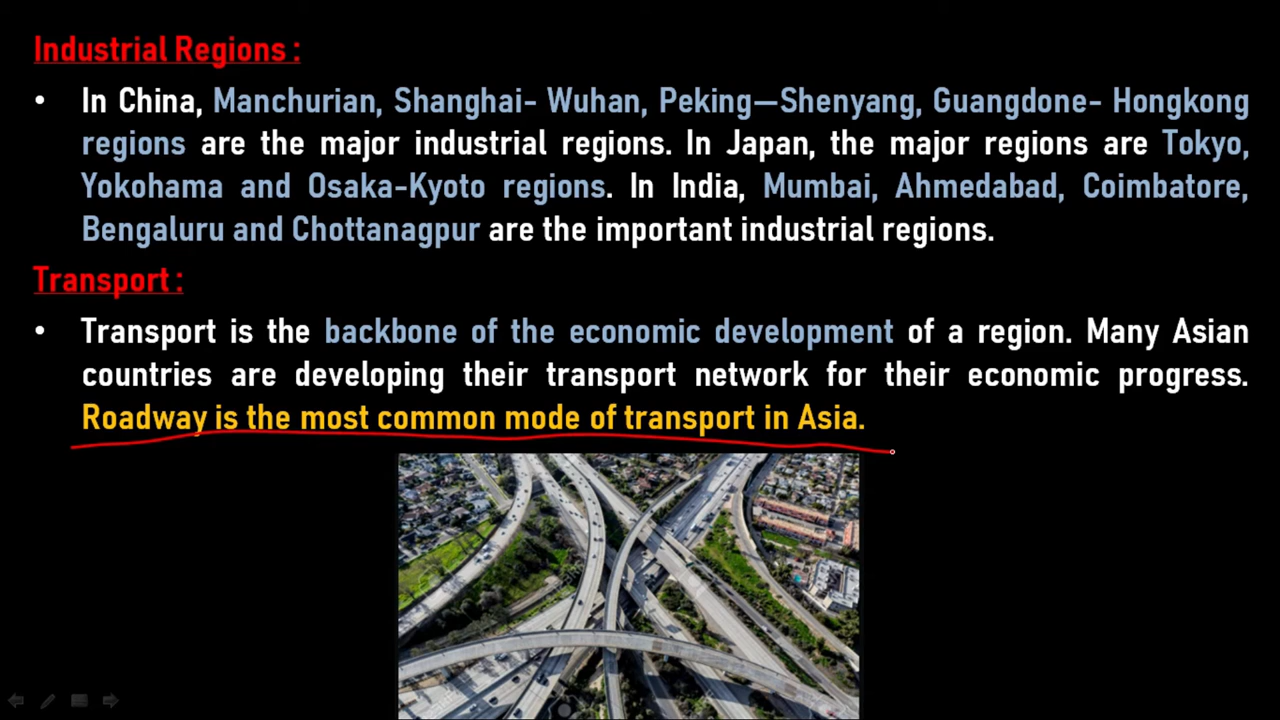 Industrial Regions :
• In China, Manchurian, Shanghai- Wuhan, Peking—Shenyang, Guangdone- Hongkong
regions are the major industrial regions. In Japan, the major regions are Tokyo,
Yokohama and Osaka-Kyoto regions. In India, Mumbai, Ahmedabad, Coimbatore,
Bengaluru and Chottanagpur are the important industrial regions.
Transport :
• Transport is the backbone of the economic development of a region. Many Asian
countries are developing their transport network for their economic progress.
Roadway is the most common mode of transport in Asia.